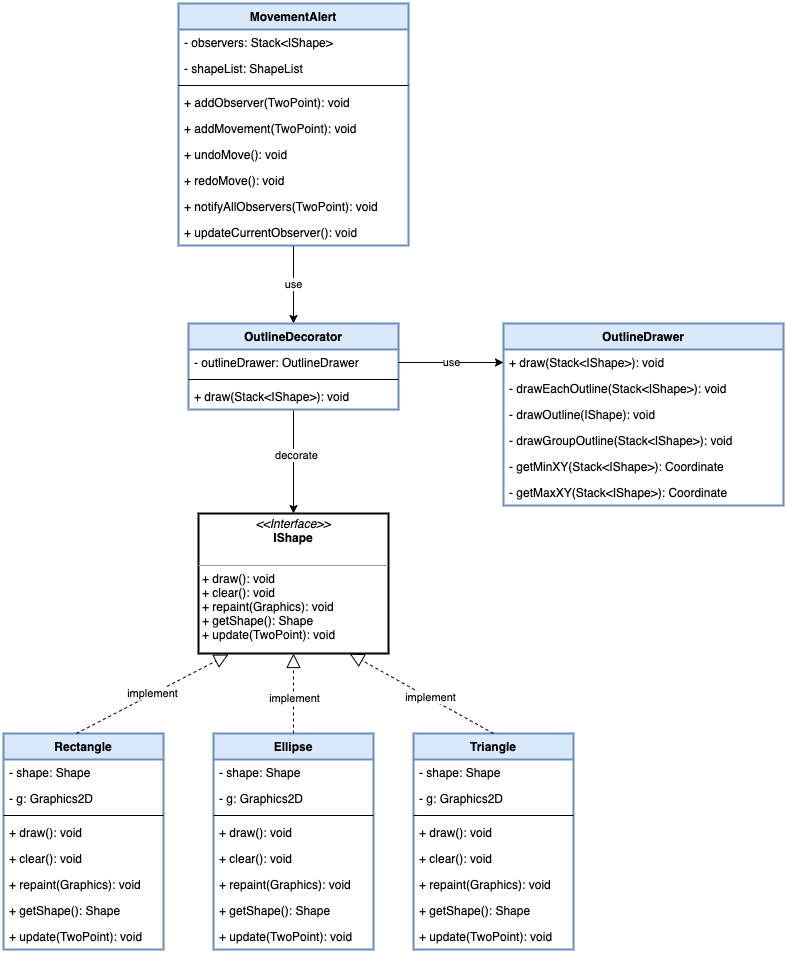 MovementAlert
- observers: Stack<IShape>
- shapeList: ShapeList
+ addObserver(TwoPoint): void
+ addMovement(TwoPoint): void
+ undoMove(): void
+ redoMove(): void
+ notifyAllObservers(TwoPoint): void
+ updateCurrentObserver(): void
use
OutlineDecorator
- outlineDrawer: OutlineDrawer
+ draw(Stack<IShape>): void
use
OutlineDrawer
+ draw(Stack<IShape>): void
- drawEachOutline(Stack<IShape>): void
- drawOutline(IShape): void
- drawGroupOutline(Stack<IShape>): void
- getMinXY(Stack<IShape>): Coordinate
- getMaxXY(Stack<IShape>): Coordinate
decorate
<<Interface>>
IShape
+ draw(): void
+ clear(): void
+ repaint(Graphics): void
+ getShape(): Shape
+ update(TwoPoint): void
implement
implement
implement
Rectangle
- shape: Shape
- g: Graphics2D
+ draw(): void
+ clear(): void
+ repaint(Graphics): void
+ getShape(): Shape
+ update(TwoPoint): void
Ellipse
- shape: Shape
- g: Graphics2D
+ draw(): void
+ clear(): void
+ repaint(Graphics): void
+ getShape(): Shape
+ update(TwoPoint): void
Triangle
- shape: Shape
- g: Graphics2D
+ draw(): void
+ clear(): void
+ repaint(Graphics): void
+ getShape(): Shape
+ update(TwoPoint): void